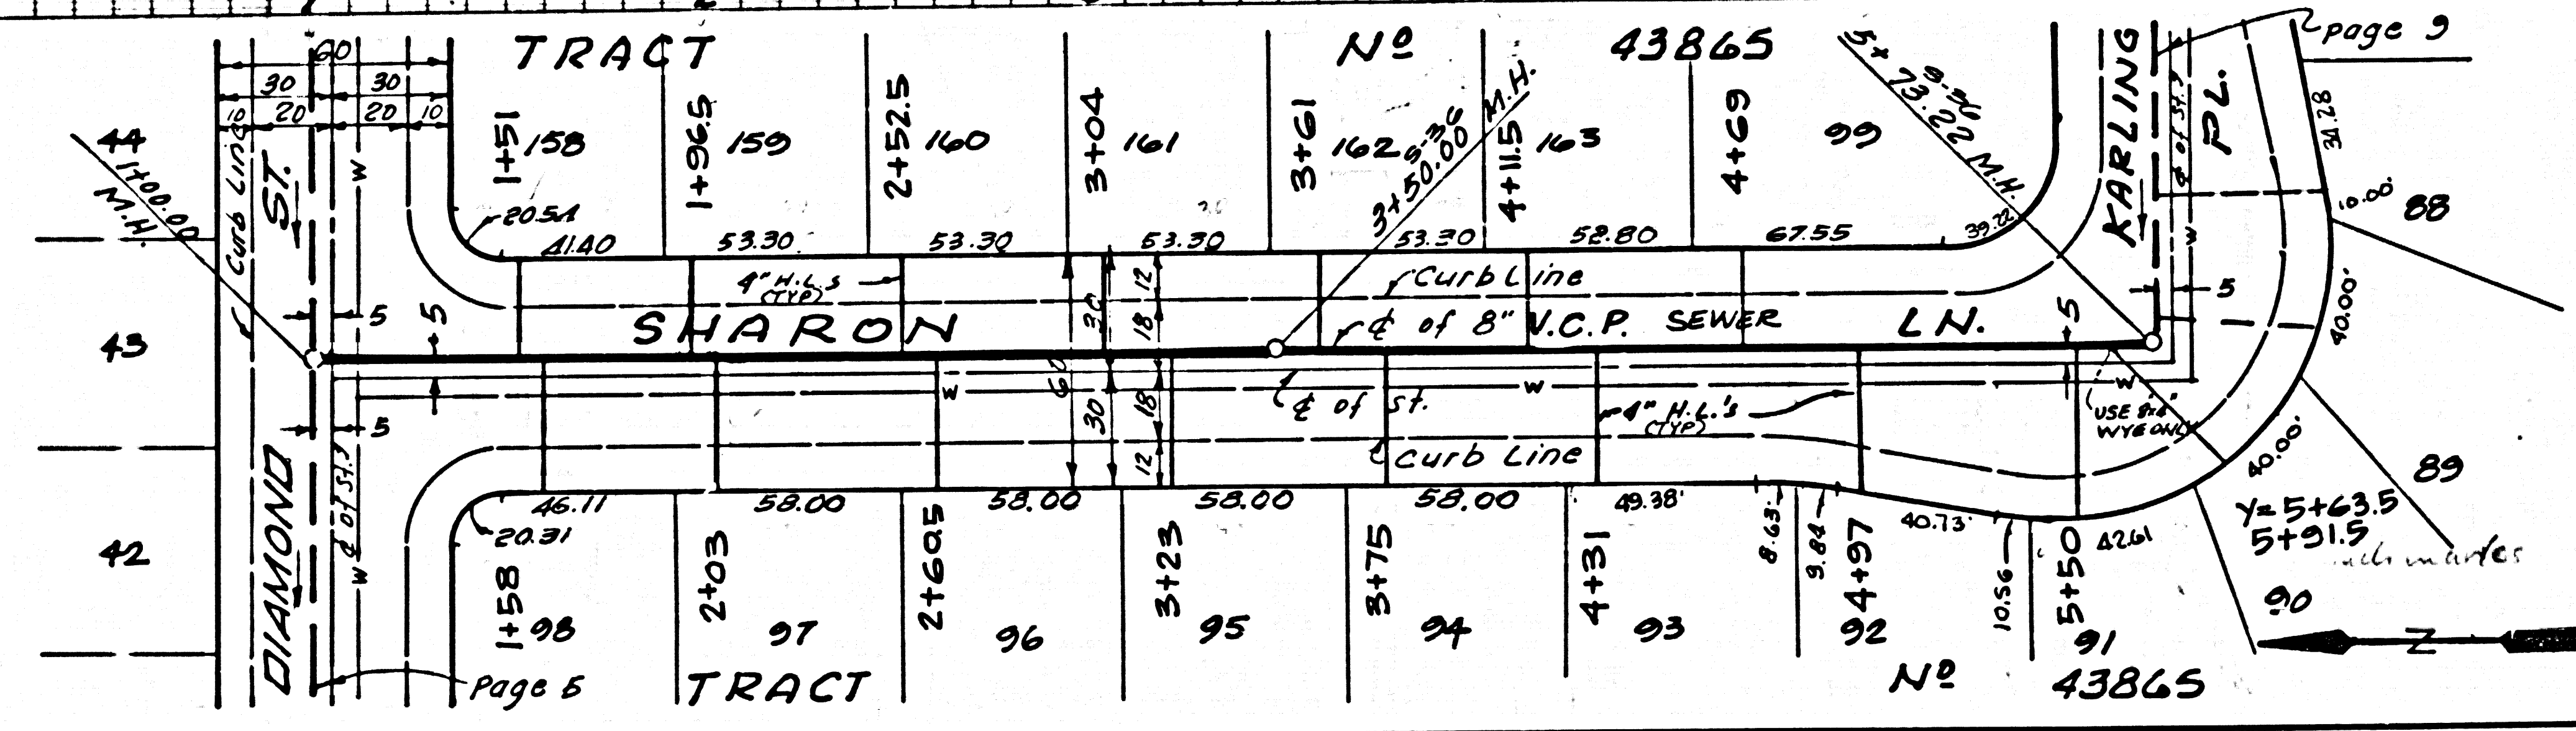 TRACT Nº 43865
Page 9
60
30 30
10 20 20 10
44
1+00.00
M.H.
Curb Line
DIAMOND ST.
43
42
W
1+51
158
1+96.5
159
2+52.5
160
3+04
161
3+61
162
5-36
3+50.00 M.H.
4+11.5
163
4+69
99
5+73.22 M.H.
KARLING PL.
₵ of St.
34.28
10.00'
88
20.51
41.40
53.30
53.30
53.30
53.30
52.80
67.55
39.22
4" H.L.s
(TYP)
30
12
18
Curb Line
SHARON LN.
₵ of 8" V.C.P. SEWER
5
5
5
5
5
40.00'
W
W
W
W
60
30
18
12
₵ of St.
4" H.L.'s
(TYP)
USE 8x4"
WYE ONLY
₵ of St.
W
Curb Line
40.00'
89
46.11
20.31
58.00
58.00
58.00
58.00
49.38'
8.63'
9.84
40.73'
10.56
42.61
Y=5+63.5
5+91.5
1+58
98
2+03
97
2+60.5
96
3+23
95
3+75
94
4+31
93
4+97
92
5+50
91
90
Z
Page 5
TRACT Nº 43865